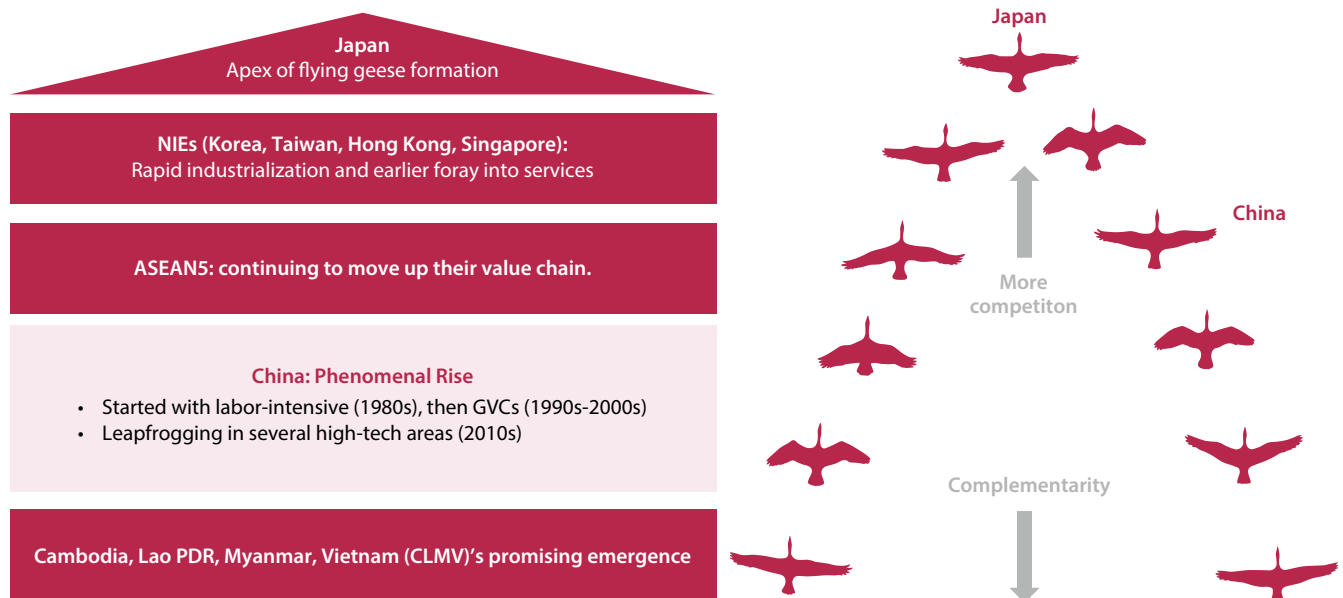 Japan
Apex of flying geese formation
NIEs (Korea, Taiwan, Hong Kong, Singapore):
Rapid industrialization and earlier foray into services
ASEAN5: continuing to move up their value chain.
China: Phenomenal Rise
• Started with labor-intensive (1980s), then GVCs (1990s-2000s)
• Leapfrogging in several high-tech areas (2010s)
Cambodia, Lao PDR, Myanmar, Vietnam (CLMV)’s promising emergence
Japan
China
More
competiton
Complementarity